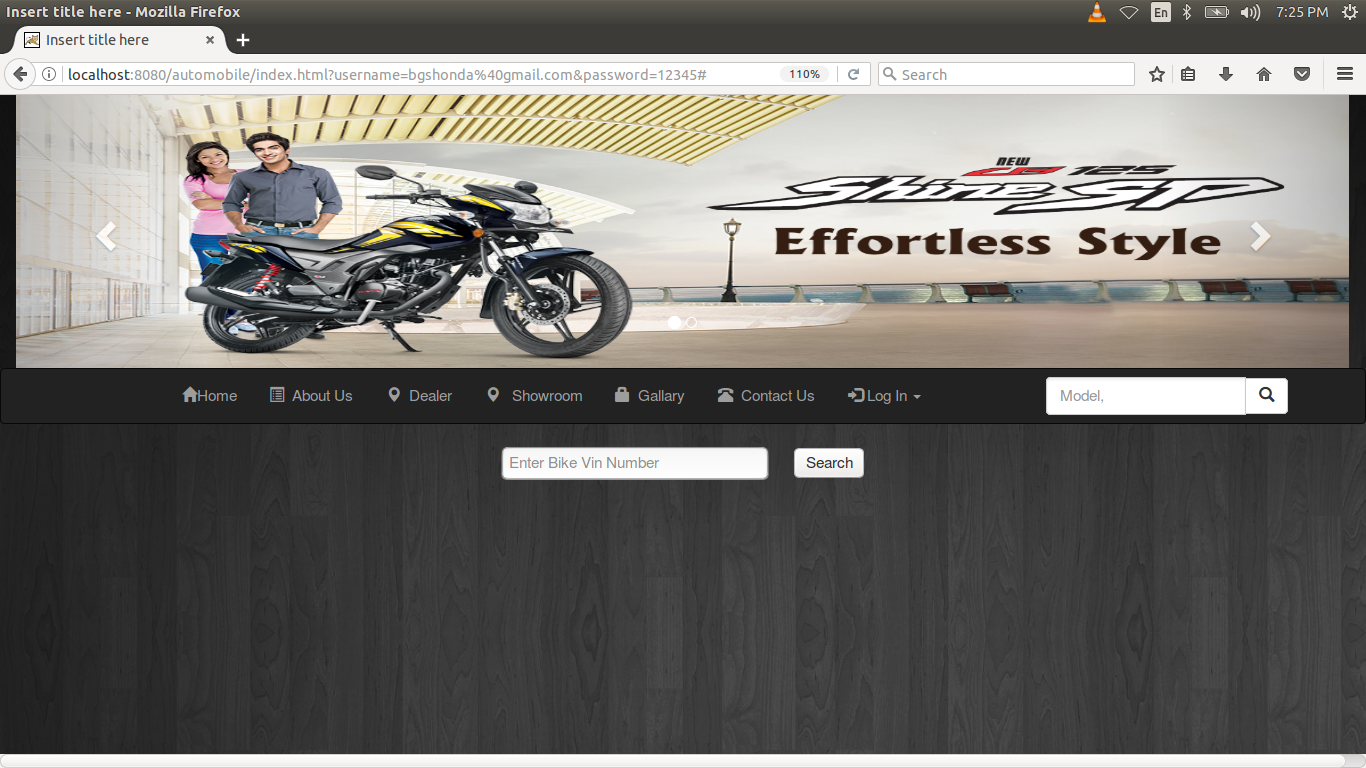 Insert title here - Mozilla Firefox
En
7:25 PM
Insert title here
localhost:8080/automobile/index.html?username=bgshonda%40gmail.com&password=12345#
110%
Search
NEW
CB 125
Shine SP
Effortless Style
Home
About Us
Dealer
Showroom
Gallary
Contact Us
Log In
Model,
Enter Bike Vin Number
Search